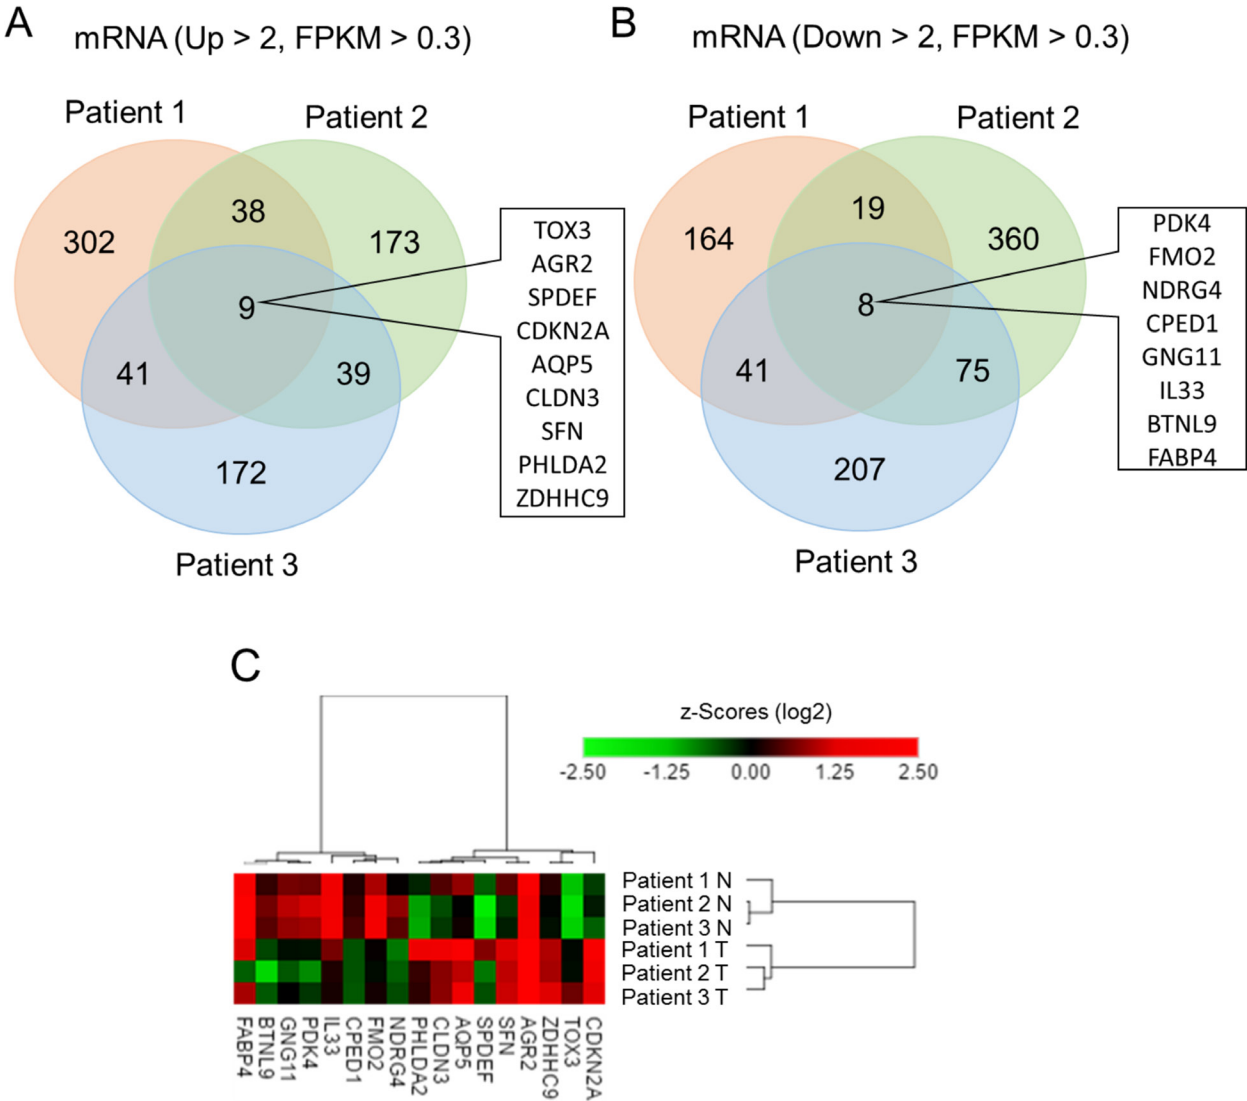 A
mRNA (Up > 2, FPKM > 0.3)
Patient 1
Patient 2
302
38
173
9
41
39
172
Patient 3
TOX3
AGR2
SPDEF
CDKN2A
AQP5
CLDN3
SFN
PHLDA2
ZDHHC9
B
mRNA (Down > 2, FPKM > 0.3)
Patient 1
Patient 2
164
19
360
8
41
75
207
Patient 3
PDK4
FMO2
NDRG4
CPED1
GNG11
IL33
BTNL9
FABP4
C
z-Scores (log2)
-2.50 -1.25 0.00 1.25 2.50
Patient 1 N
Patient 2 N
Patient 3 N
Patient 1 T
Patient 2 T
Patient 3 T
FABP4
BTNL9
GNG11
PDK4
IL33
CPED1
FMO2
NDRG4
PHLDA2
CLDN3
AQP5
SPDEF
SFN
AGR2
ZDHHC9
TOX3
CDKN2A